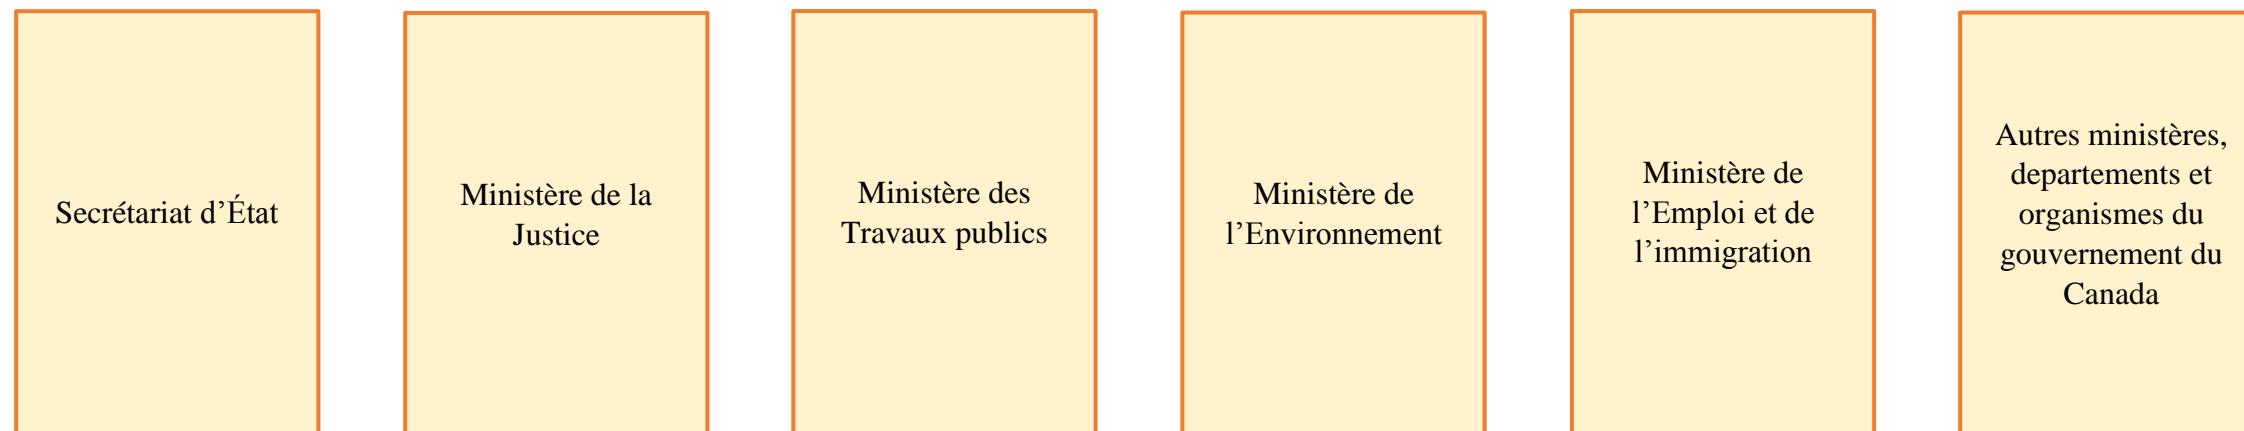 Secrétariat d’État
Ministère de la
Justice
Ministère des
Travaux publics
Ministère de
l’Environnement
Ministère de
l’Emploi et de
l’immigration
Autres ministères,
departements et
organismes du
gouvernement du
Canada